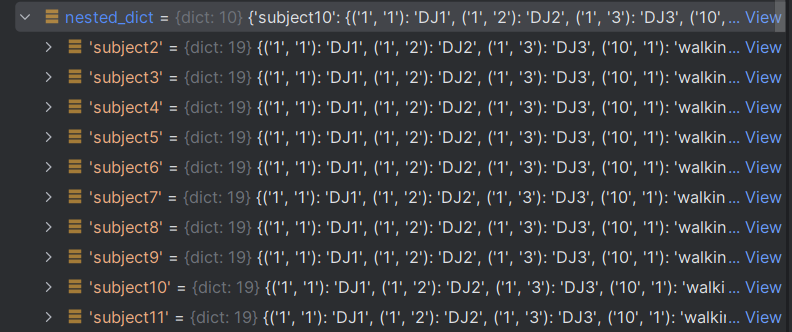 nested_dict = {dict: 10} {'subject10': {('1', '1'): 'DJ1', ('1', '2'): 'DJ2', ('1', '3'): 'DJ3', ('10', ... View
'subject2' = {dict: 19} {('1', '1'): 'DJ1', ('1', '2'): 'DJ2', ('1', '3'): 'DJ3', ('10', '1'): 'walkin ... View
'subject3' = {dict: 19} {('1', '1'): 'DJ1', ('1', '2'): 'DJ2', ('1', '3'): 'DJ3', ('10', '1'): 'walkin ... View
'subject4' = {dict: 19} {('1', '1'): 'DJ1', ('1', '2'): 'DJ2', ('1', '3'): 'DJ3', ('10', '1'): 'walkin ... View
'subject5' = {dict: 19} {('1', '1'): 'DJ1', ('1', '2'): 'DJ2', ('1', '3'): 'DJ3', ('10', '1'): 'walkin ... View
'subject6' = {dict: 19} {('1', '1'): 'DJ1', ('1', '2'): 'DJ2', ('1', '3'): 'DJ3', ('10', '1'): 'walkin ... View
'subject7' = {dict: 19} {('1', '1'): 'DJ1', ('1', '2'): 'DJ2', ('1', '3'): 'DJ3', ('10', '1'): 'walkin ... View
'subject8' = {dict: 19} {('1', '1'): 'DJ1', ('1', '2'): 'DJ2', ('1', '3'): 'DJ3', ('10', '1'): 'walkin ... View
'subject9' = {dict: 19} {('1', '1'): 'DJ1', ('1', '2'): 'DJ2', ('1', '3'): 'DJ3', ('10', '1'): 'walkin ... View
'subject10' = {dict: 19} {('1', '1'): 'DJ1', ('1', '2'): 'DJ2', ('1', '3'): 'DJ3', ('10', '1'): 'walki ... View
'subject11' = {dict: 19} {('1', '1'): 'DJ1', ('1', '2'): 'DJ2', ('1', '3'): 'DJ3', ('10', '1'): 'walkin ... View